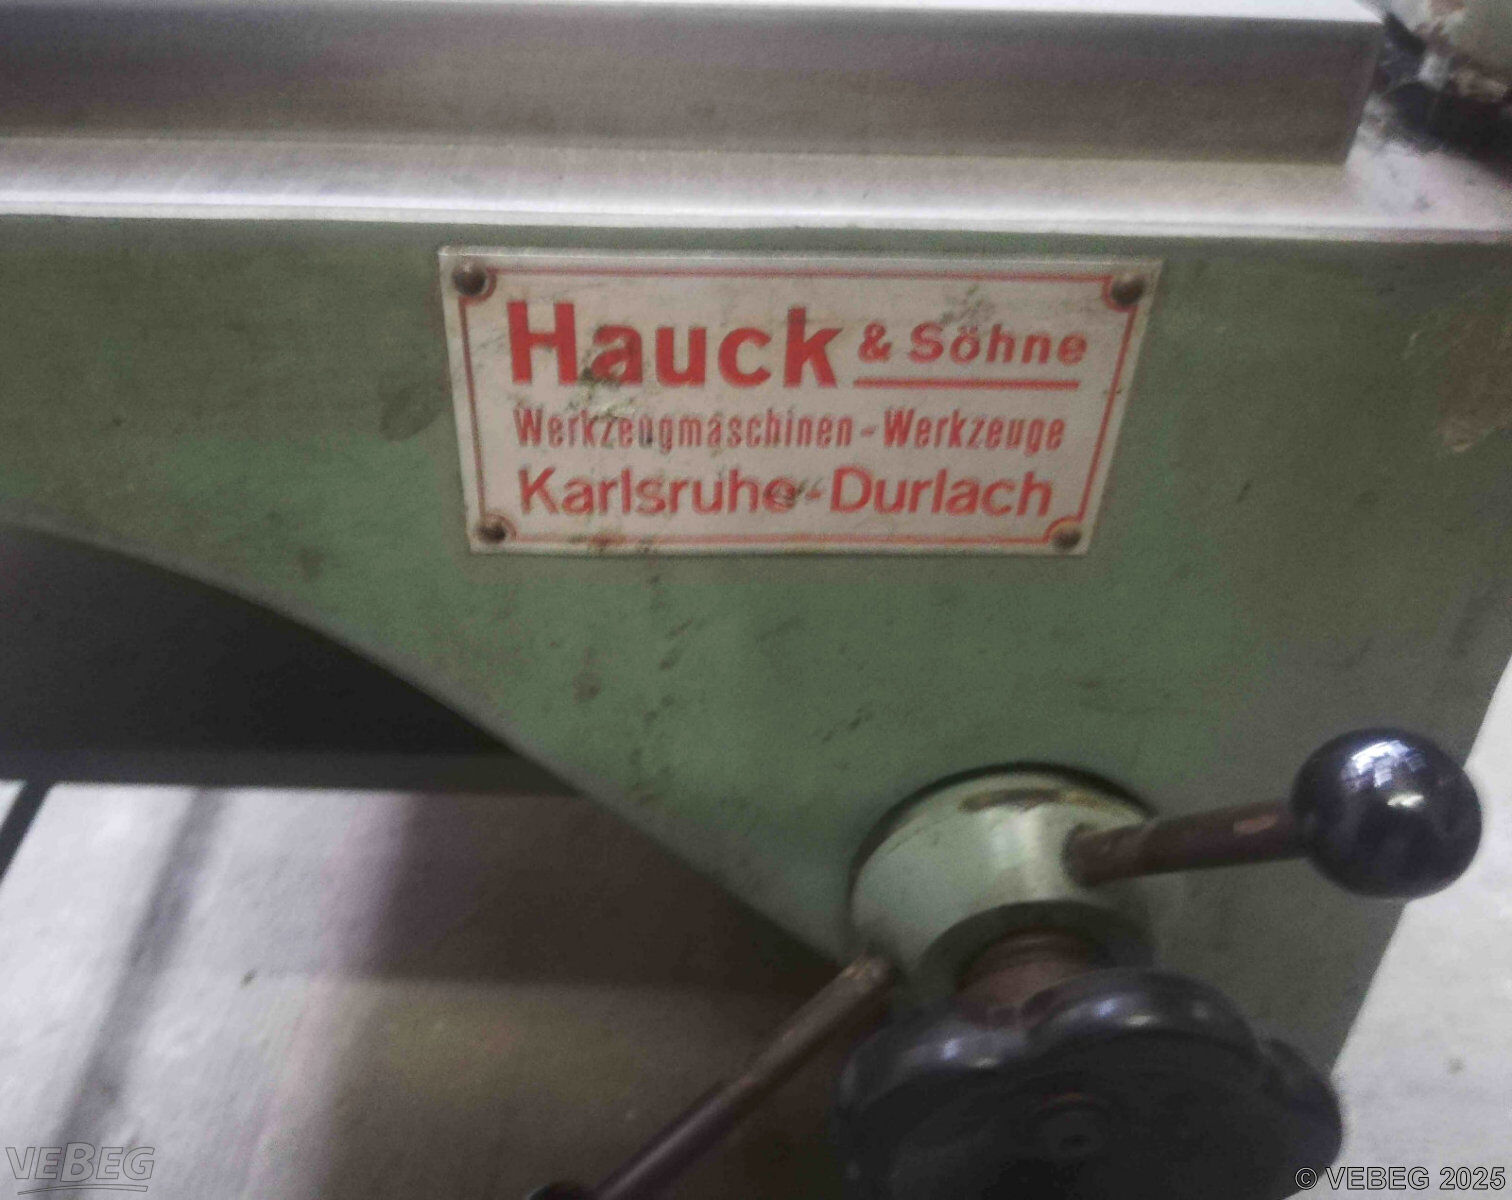 Hauck & Söhne
Werkzeugmaschinen-Werkzeuge
Karlsruhe-Durlach
VEBEG
© VEBEG 2025